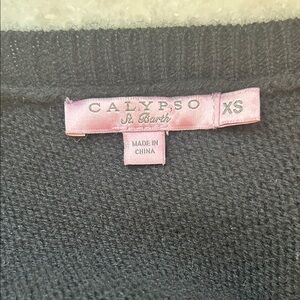 CALYPSO
St. Barth
XS
MADE IN
CHINA